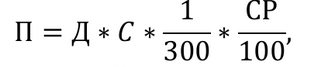 П = Д ∗ С ∗ 1/300 ∗ СР/100,